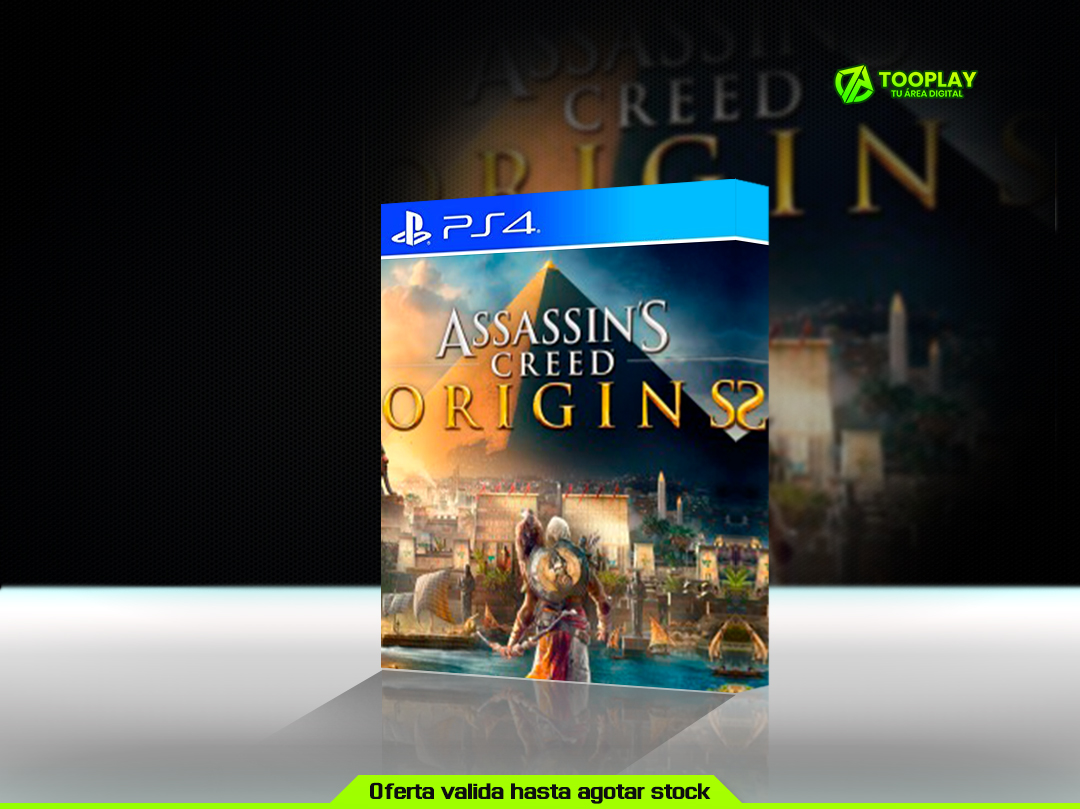 TOOPLAY
TU ÁREA DIGITAL
ASSASSIN'S
CREED
ORIGINS
PS4
ASSASSIN'S
CREED
ORIGINS
Oferta valida hasta agotar stock